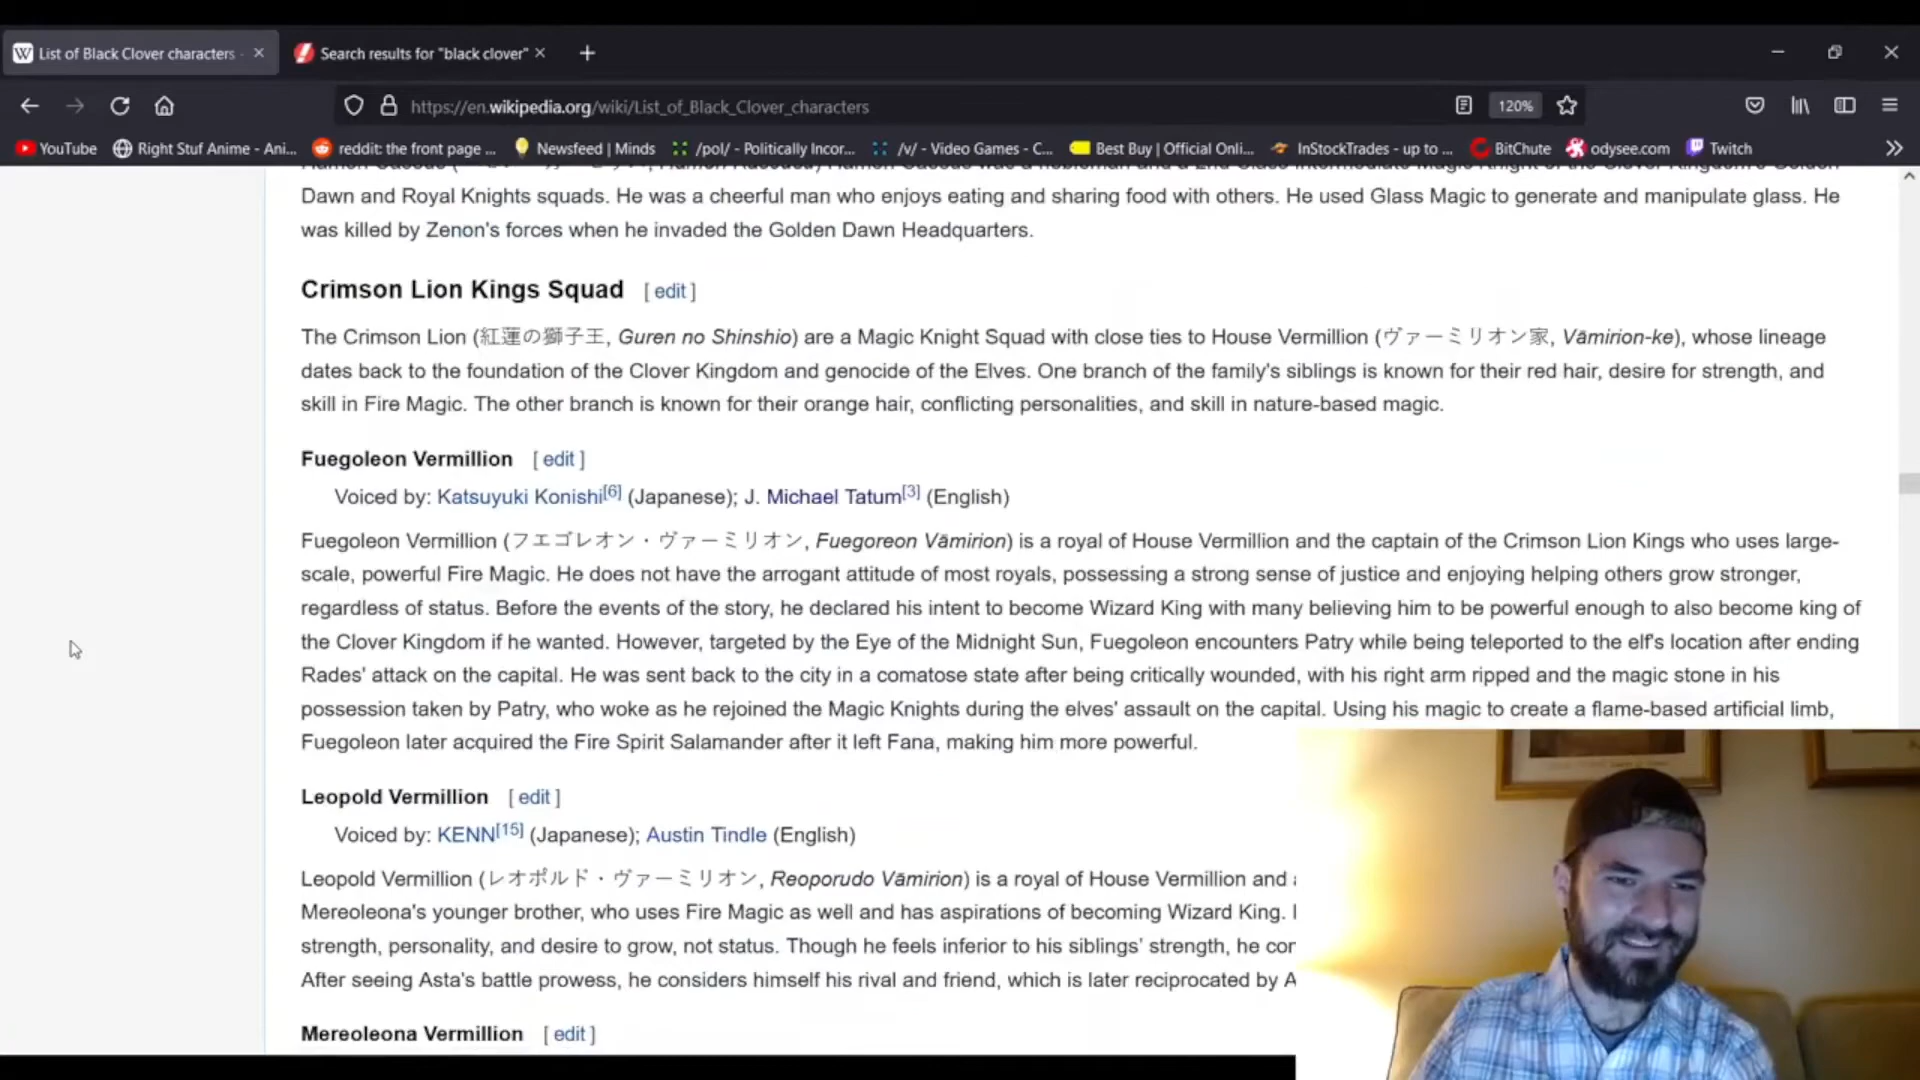 List of Black Clover characters -
Search results for "black clover"
https://en.wikipedia.org/wiki/List_of_Black_Clover_characters
120%
YouTube
Right Stuf Anime - Ani...
reddit: the front page ...
Newsfeed | Minds
/pol/ - Politically Incor...
/v/ - Video Games - C...
Best Buy | Official Onli...
InStockTrades - up to ...
BitChute
odysee.com
Twitch
Dawn and Royal Knights squads. He was a cheerful man who enjoys eating and sharing food with others. He used Glass Magic to generate and manipulate glass. He
was killed by Zenon's forces when he invaded the Golden Dawn Headquarters.
Crimson Lion Kings Squad [ edit ]
The Crimson Lion (紅蓮の獅子王, Guren no Shinshio) are a Magic Knight Squad with close ties to House Vermillion (ヴァーミリオン家, Vāmirion-ke), whose lineage
dates back to the foundation of the Clover Kingdom and genocide of the Elves. One branch of the family's siblings is known for their red hair, desire for strength, and
skill in Fire Magic. The other branch is known for their orange hair, conflicting personalities, and skill in nature-based magic.
Fuegoleon Vermillion [ edit ]
Voiced by: Katsuyuki Konishi[6] (Japanese); J. Michael Tatum[3] (English)
Fuegoleon Vermillion (フエゴレオン・ヴァーミリオン, Fuegoreon Vāmirion) is a royal of House Vermillion and the captain of the Crimson Lion Kings who uses large-
scale, powerful Fire Magic. He does not have the arrogant attitude of most royals, possessing a strong sense of justice and enjoying helping others grow stronger,
regardless of status. Before the events of the story, he declared his intent to become Wizard King with many believing him to be powerful enough to also become king of
the Clover Kingdom if he wanted. However, targeted by the Eye of the Midnight Sun, Fuegoleon encounters Patry while being teleported to the elf's location after ending
Rades' attack on the capital. He was sent back to the city in a comatose state after being critically wounded, with his right arm ripped and the magic stone in his
possession taken by Patry, who woke as he rejoined the Magic Knights during the elves' assault on the capital. Using his magic to create a flame-based artificial limb,
Fuegoleon later acquired the Fire Spirit Salamander after it left Fana, making him more powerful.
Leopold Vermillion [ edit ]
Voiced by: KENN[15] (Japanese); Austin Tindle (English)
Leopold Vermillion (レオポルド・ヴァーミリオン, Reoporudo Vāmirion) is a royal of House Vermillion and
Mereoleona's younger brother, who uses Fire Magic as well and has aspirations of becoming Wizard King.
strength, personality, and desire to grow, not status. Though he feels inferior to his siblings' strength, he con
After seeing Asta's battle prowess, he considers himself his rival and friend, which is later reciprocated by A
Mereoleona Vermillion [ edit ]